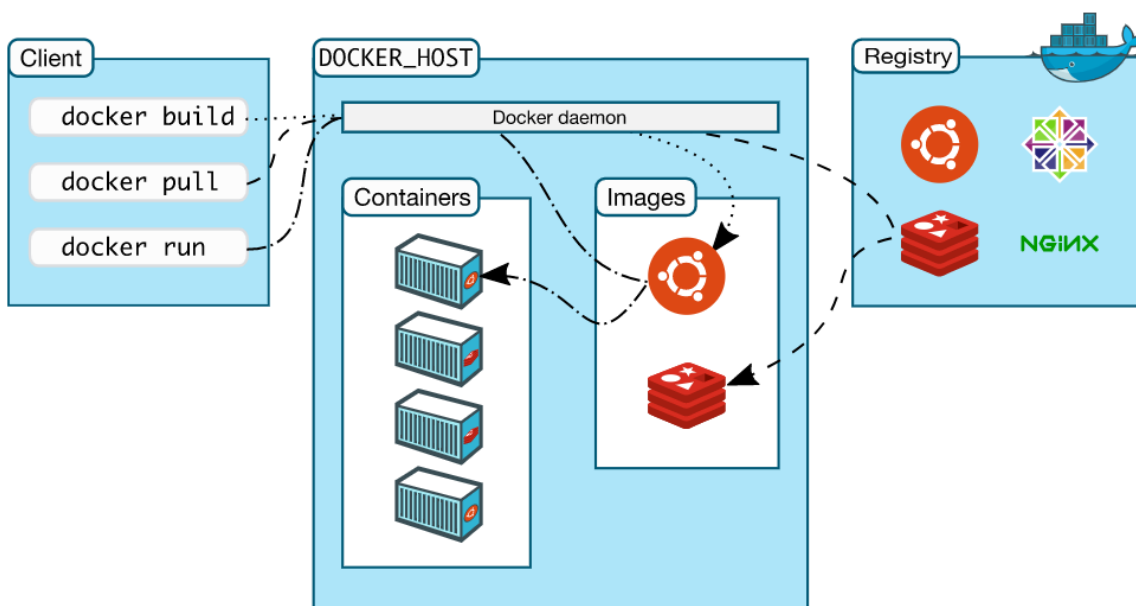 Client
docker build
docker pull
docker run
DOCKER_HOST
Docker daemon
Containers
Images
Registry
NGiNX